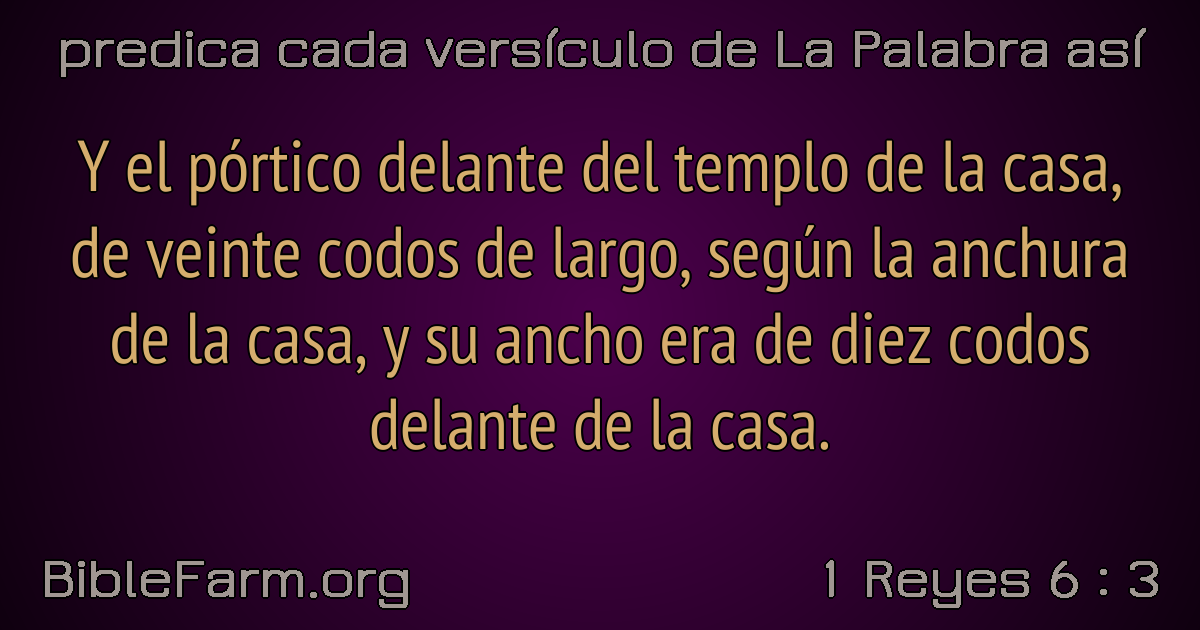 predica cada versículo de La Palabra así
Y el pórtico delante del templo de la casa,
de veinte codos de largo, según la anchura
de la casa, y su ancho era de diez codos
delante de la casa.
BibleFarm.org
1 Reyes 6 : 3